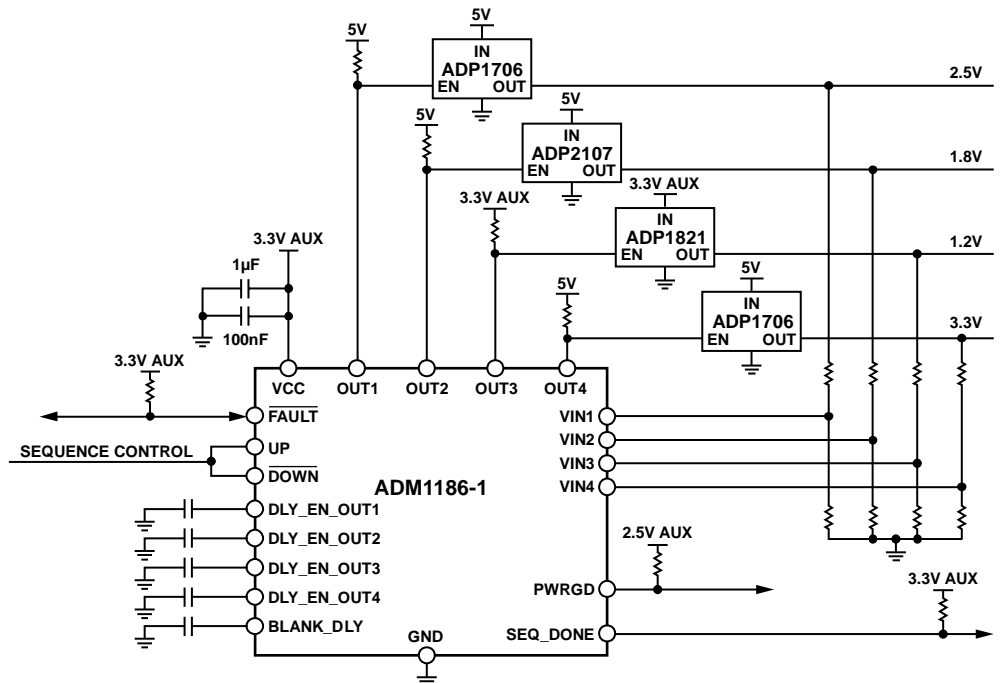 5V
5V
IN
ADP1706
EN OUT
2.5V
5V
5V
IN
ADP2107
EN OUT
1.8V
3.3V AUX
3.3V AUX
IN
ADP1821
EN OUT
1.2V
3.3V AUX
1µF
100nF
5V
5V
IN
ADP1706
EN OUT
3.3V
3.3V AUX
VCC
OUT1
OUT2
OUT3
OUT4
FAULT
SEQUENCE CONTROL
UP
DOWN
ADM1186-1
DLY_EN_OUT1
DLY_EN_OUT2
DLY_EN_OUT3
DLY_EN_OUT4
BLANK_DLY
GND
VIN1
VIN2
VIN3
VIN4
2.5V AUX
PWRGD
3.3V AUX
SEQ_DONE